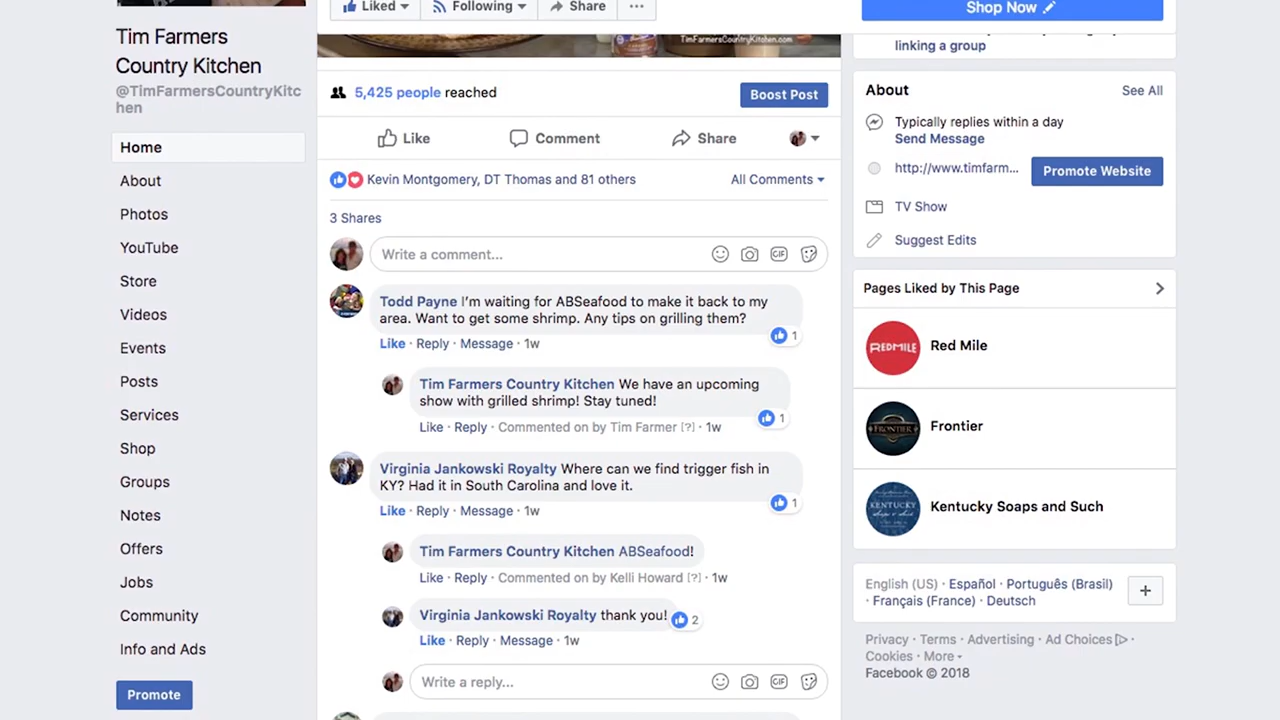 Liked
Following
Share
Shop Now
Tim Farmers
Country Kitchen
@TimFarmersCountryKitc
hen
Home
About
Photos
YouTube
Store
Videos
Events
Posts
Services
Shop
Groups
Notes
Offers
Jobs
Community
Info and Ads
Promote
TimFarmersCountryKitchen.com
5,425 people reached
Boost Post
Like
Comment
Share
Kevin Montgomery, DT Thomas and 81 others
All Comments
3 Shares
Write a comment...
GIF
Todd Payne I'm waiting for ABSeafood to make it back to my
area. Want to get some shrimp. Any tips on grilling them?
1
Like · Reply · Message · 1w
Tim Farmers Country Kitchen We have an upcoming
show with grilled shrimp! Stay tuned!
1
Like · Reply · Commented on by Tim Farmer [?] · 1w
Virginia Jankowski Royalty Where can we find trigger fish in
KY? Had it in South Carolina and love it.
1
Like · Reply · Message · 1w
Tim Farmers Country Kitchen ABSeafood!
Like · Reply · Commented on by Kelli Howard [?] · 1w
Virginia Jankowski Royalty thank you!
2
Like · Reply · Message · 1w
Write a reply...
GIF
linking a group
About
See All
Typically replies within a day
Send Message
http://www.timfarm...
Promote Website
TV Show
Suggest Edits
Pages Liked by This Page
REDMILE
Red Mile
FRONTIER
Frontier
KENTUCKY
Kentucky Soaps and Such
English (US) · Español · Português (Brasil)
· Français (France) · Deutsch
+
Privacy · Terms · Advertising · Ad Choices ·
Cookies · More
Facebook © 2018